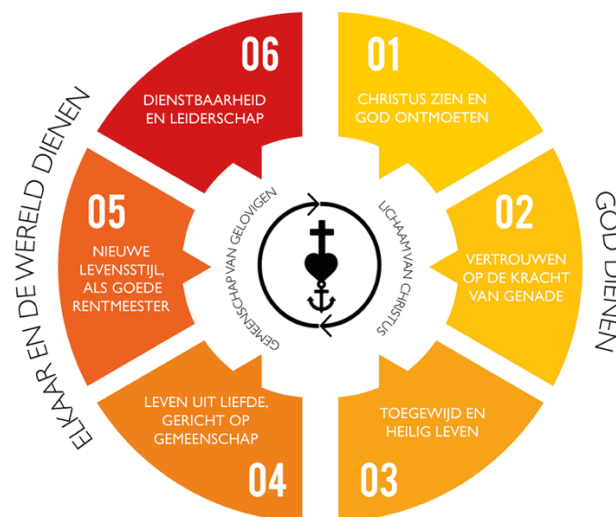 01
CHRISTUS ZIEN EN
GOD ONTMOETEN
02
VERTROUWEN
OP DE KRACHT
VAN GENADE
TOEGEWIJD EN
HEILIG LEVEN
03
LEVEN UIT LIEFDE,
GERICHT OP
GEMEENSCHAP
04
05
NIEUWE
LEVENSSTIJL,
ALS GOEDE
RENTMEESTER
06
DIENSTBAARHEID
EN LEIDERSCHAP
GOD DIENEN
ELKAAR EN DE WERELD DIENEN
LICHAAM VAN CHRISTUS
GEMEENSCHAP VAN GELOVIGEN